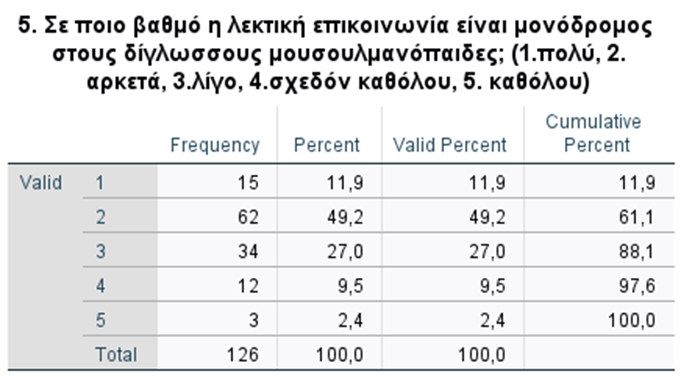 5. Σε ποιο βαθμό η λεκτική επικοινωνία είναι μονόδρομος
στους δίγλωσσους μουσουλμανόπαιδες; (1.πολύ, 2.
αρκετά, 3.λίγο, 4.σχεδόν καθόλου, 5. καθόλου)
Frequency Percent Valid Percent Cumulative Percent
Valid 1 15 11,9 11,9 11,9
2 62 49,2 49,2 61,1
3 34 27,0 27,0 88,1
4 12 9,5 9,5 97,6
5 3 2,4 2,4 100,0
Total 126 100,0 100,0